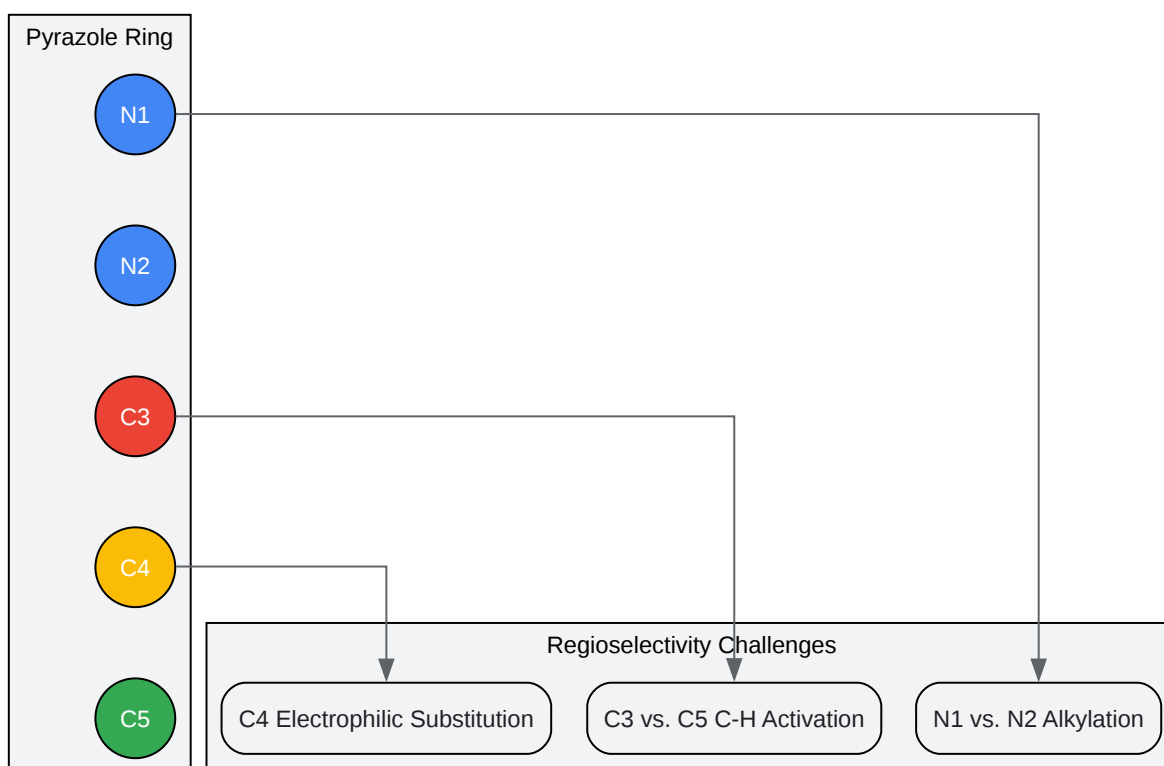 Pyrazole Ring
N1
N2
C3
C4
C5
Regioselectivity Challenges
C4 Electrophilic Substitution
C3 vs. C5 C-H Activation
N1 vs. N2 Alkylation